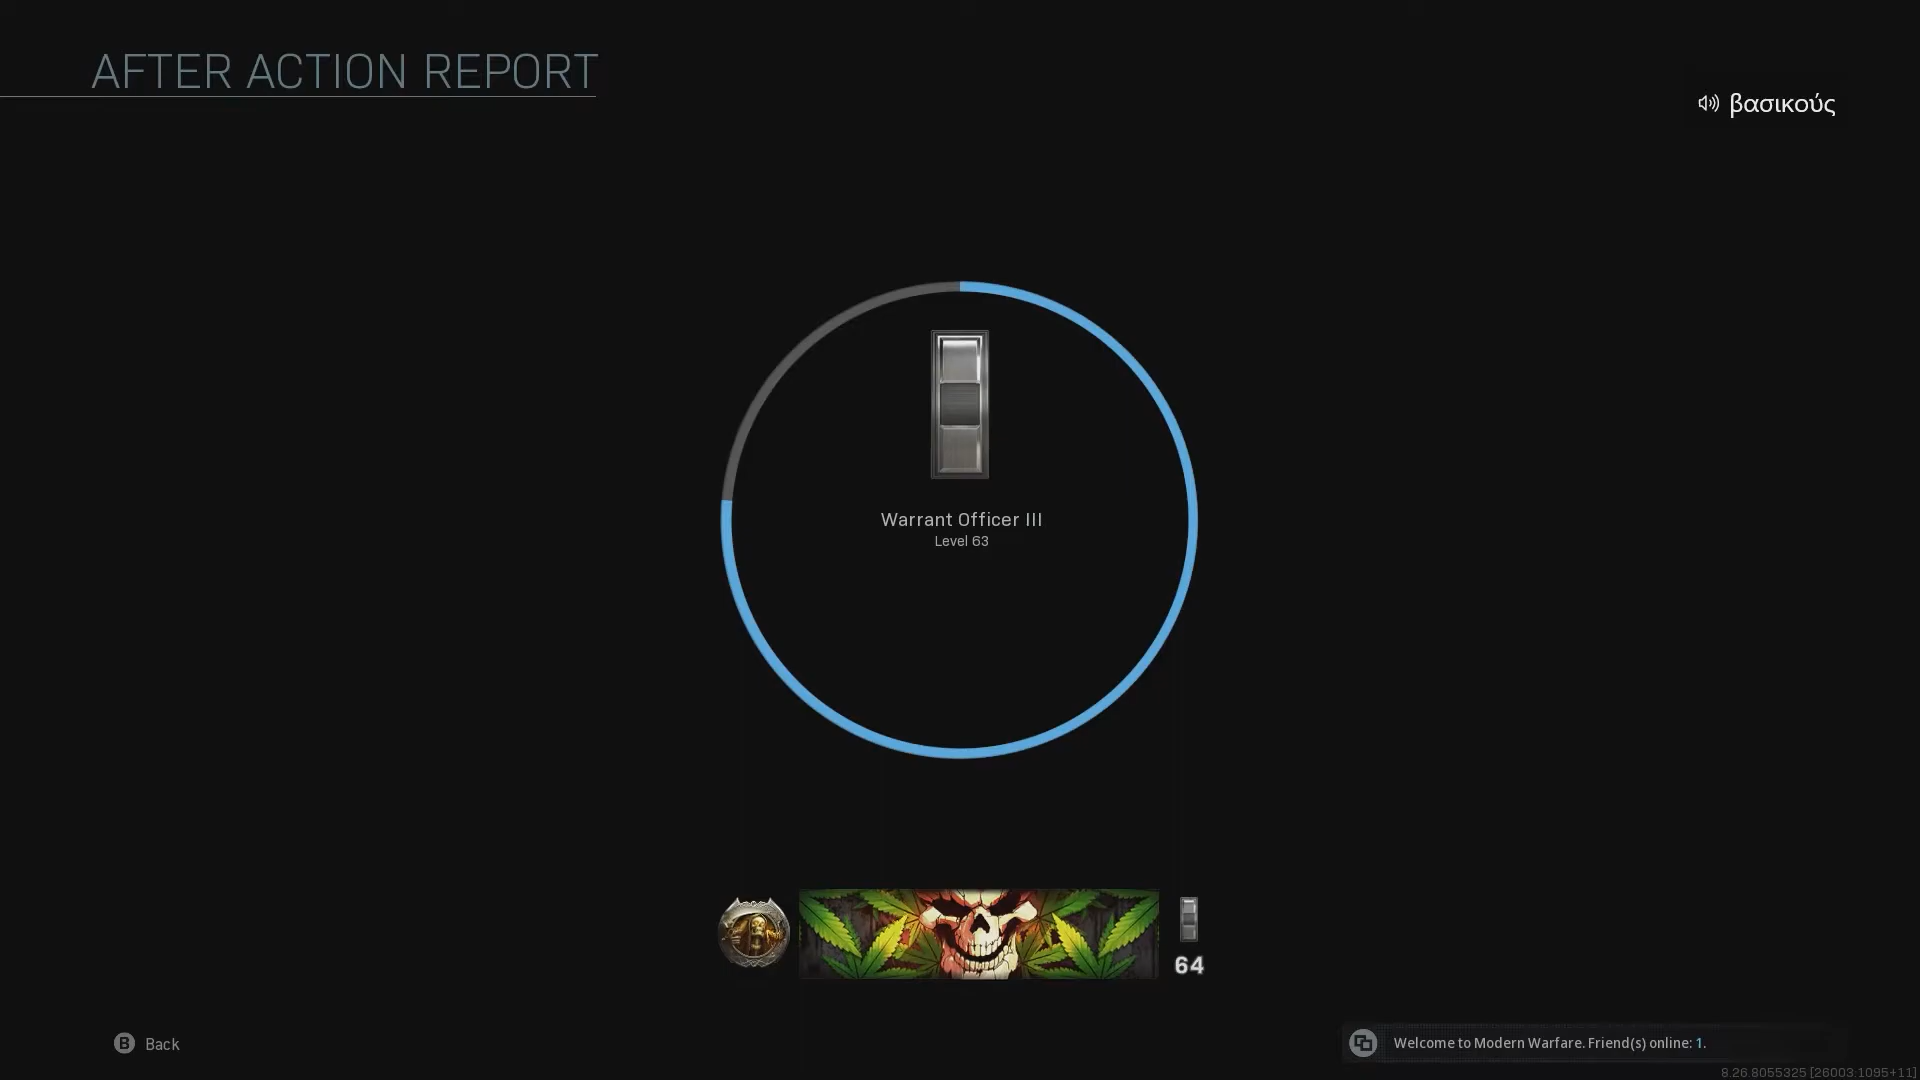 AFTER ACTION REPORT
βασικούς
Warrant Officer III
Level 63
64
B Back
Welcome to Modern Warfare. Friend(s) online: 1.
8.26.8055325 [26003:1095+11]